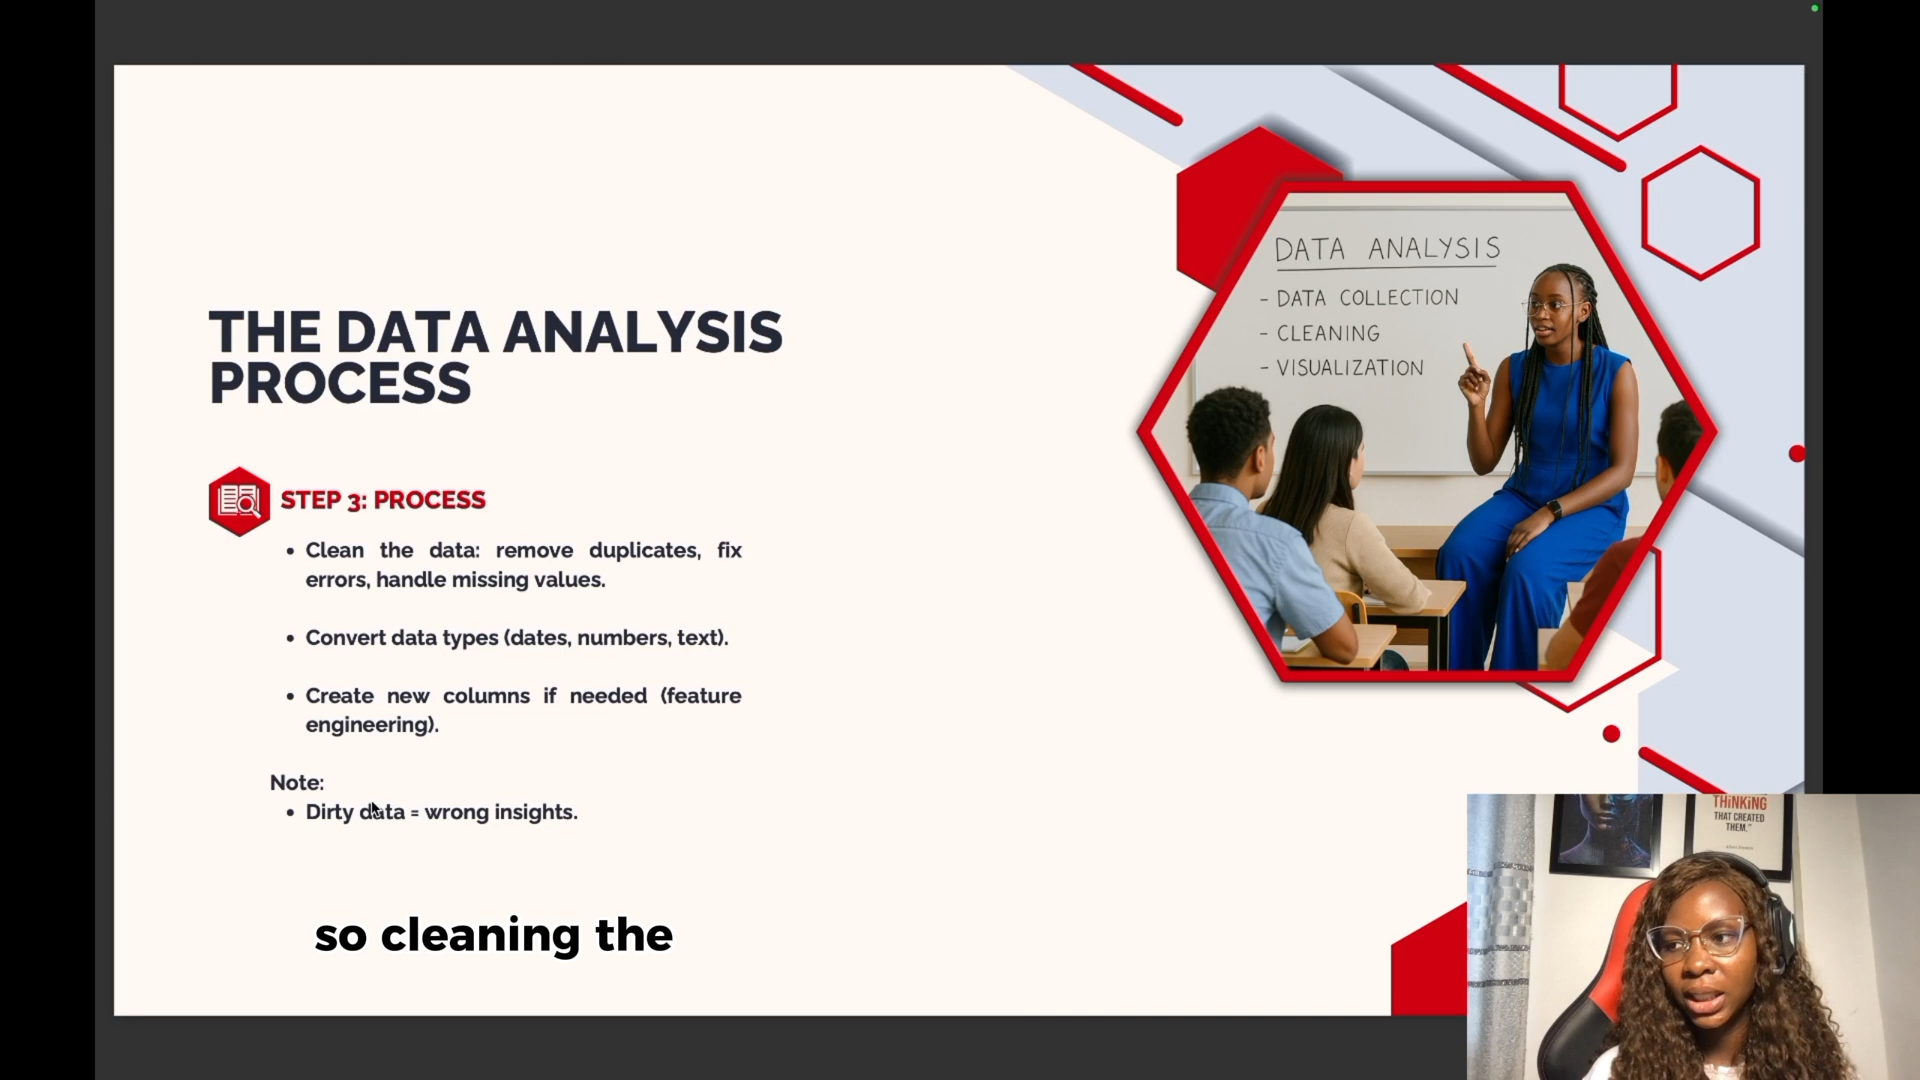 THE DATA ANALYSIS
PROCESS
STEP 3: PROCESS
• Clean the data: remove duplicates, fix
errors, handle missing values.
• Convert data types (dates, numbers, text).
• Create new columns if needed (feature
engineering).
Note:
• Dirty data = wrong insights.
so cleaning the
DATA ANALYSIS
- DATA COLLECTION
- CLEANING
- VISUALIZATION
THiNKiNG
THAT CREATED
THEM."